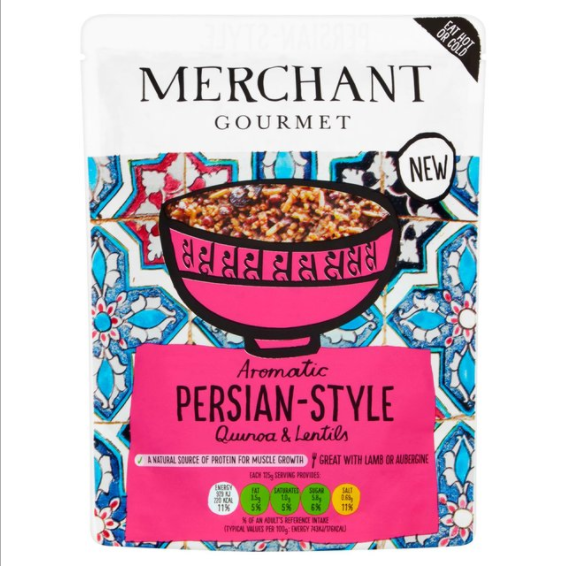 EAT HOT
OR COLD
MERCHANT
GOURMET
NEW
Aromatic
PERSIAN-STYLE
Quinoa & Lentils
A NATURAL SOURCE OF PROTEIN FOR MUSCLE GROWTH
GREAT WITH LAMB OR AUBERGINE
EACH 125g SERVING PROVIDES
ENERGY FAT SATURATES SUGAR SALT
11% 5% 5% 6% 11%
% OF AN ADULT'S REFERENCE INTAKE